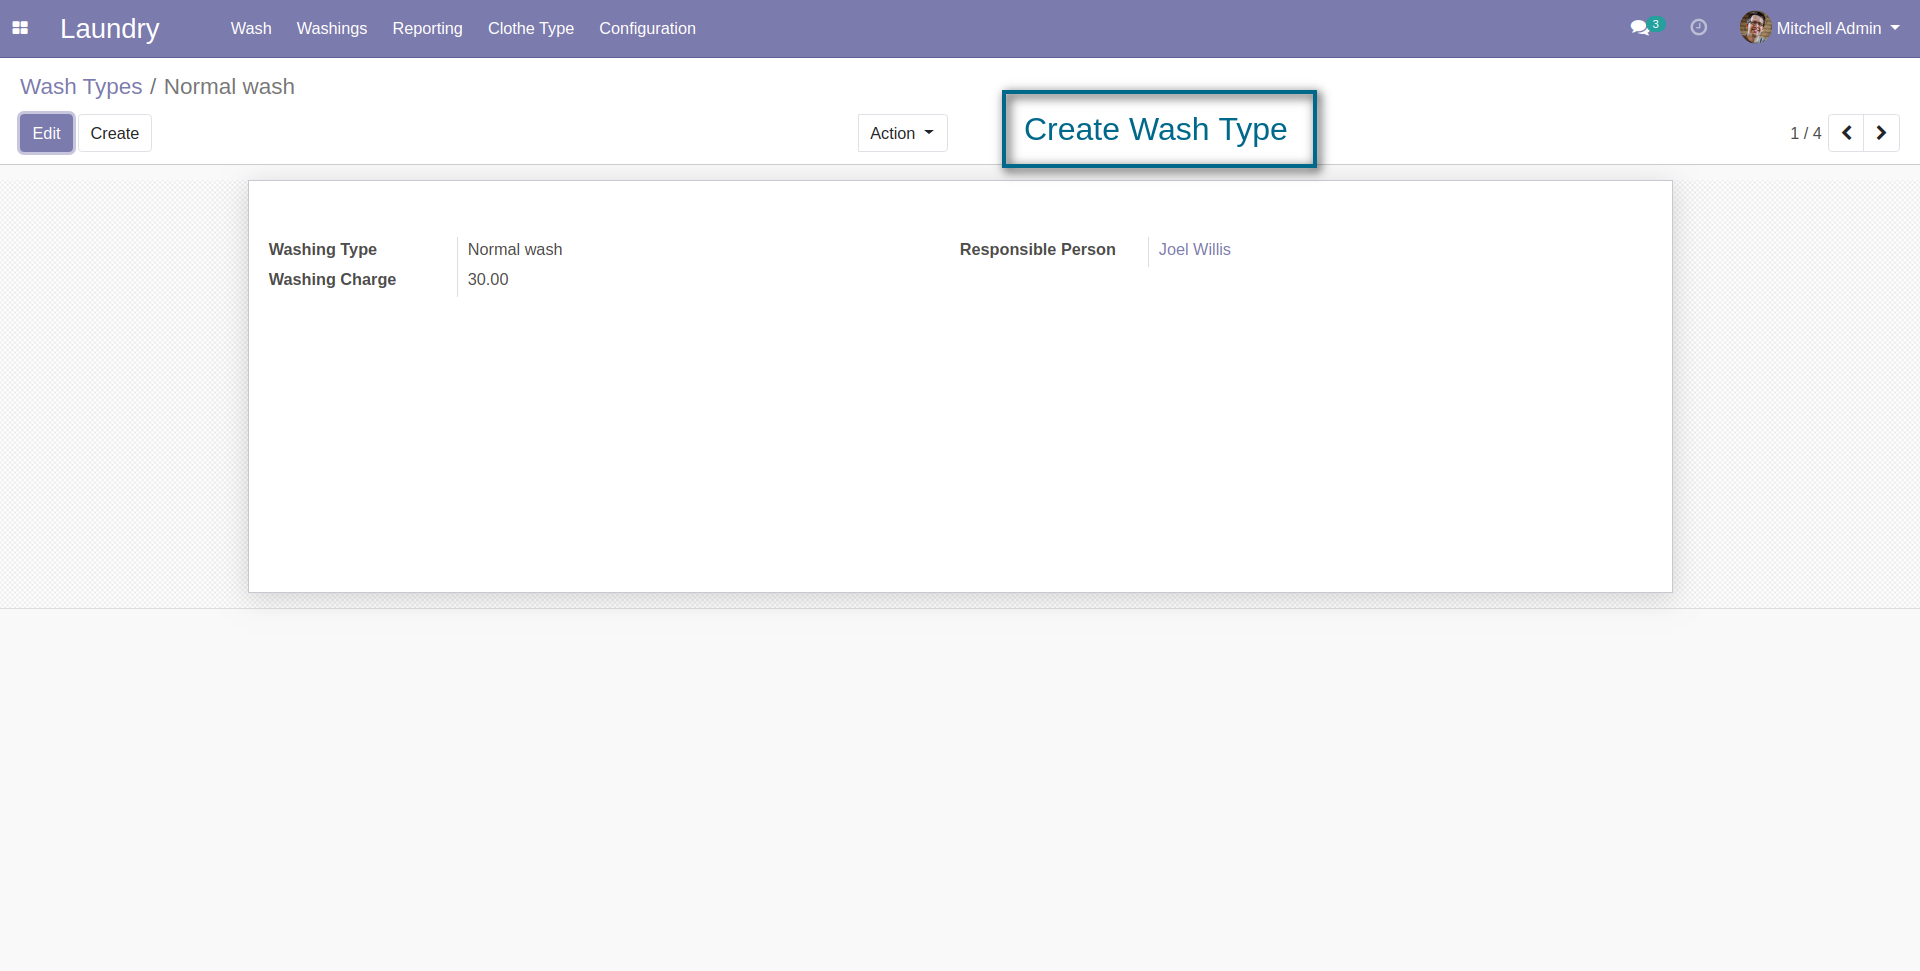 Laundry Wash Washings Reporting Clothe Type Configuration 3 Mitchell Admin
Wash Types / Normal wash
Edit Create Action Create Wash Type 1 / 4
Washing Type Normal wash Responsible Person Joel Willis
Washing Charge 30.00